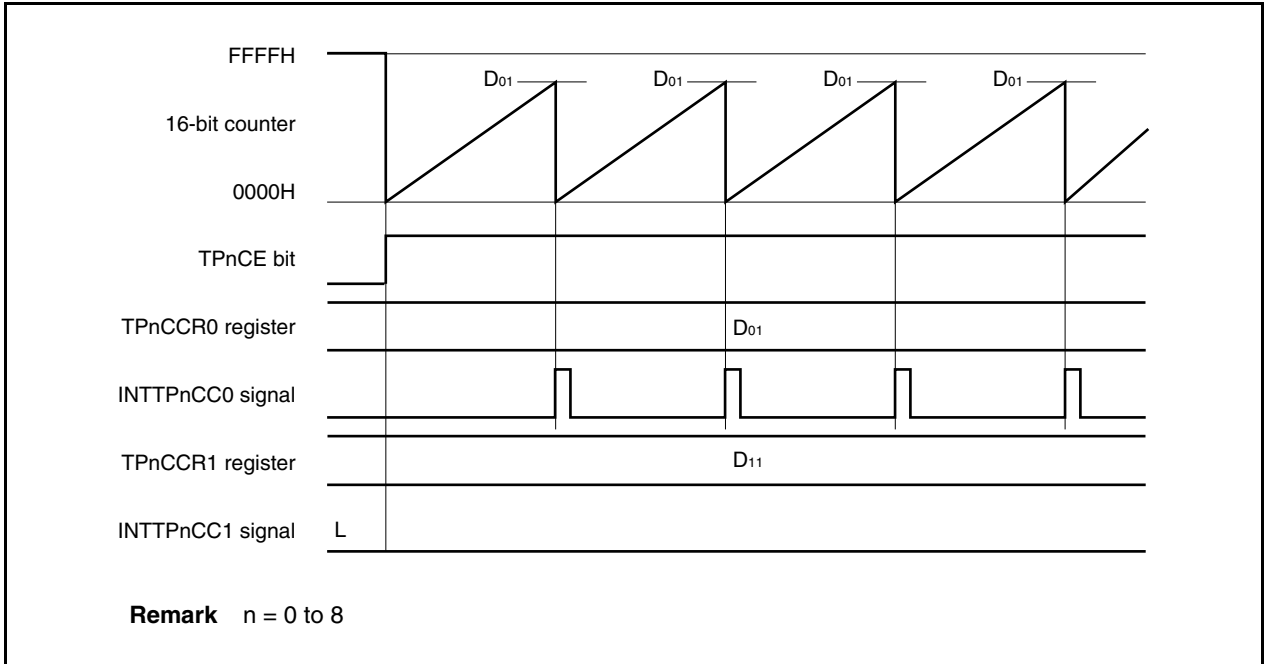 FFFFH
D01 D01 D01 D01
16-bit counter
0000H
TPnCE bit
TPnCCR0 register D01
INTTPnCC0 signal
TPnCCR1 register D11
INTTPnCC1 signal L
Remark n = 0 to 8